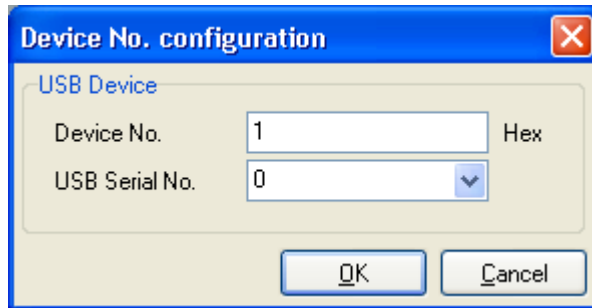 Device No. configuration
USB Device
Device No. 1 Hex
USB Serial No. 0
OK Cancel